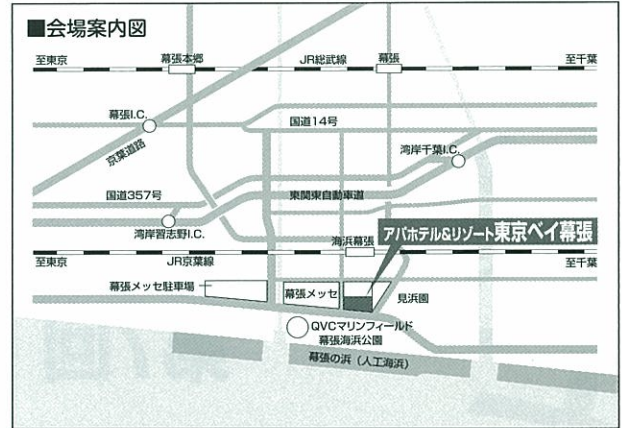 ■会場案内図
至東京
幕張本郷
JR総武線
幕張
至千葉
幕張I.C.
国道14号
京葉道路
湾岸千葉I.C.
国道357号
東関東自動車道
湾岸習志野I.C.
海浜幕張
アパホテル&リゾート東京ベイ幕張
至東京
JR京葉線
至千葉
幕張メッセ駐車場
幕張メッセ
見浜園
QVCマリンフィールド
幕張海浜公園
幕張の浜（人工海浜）